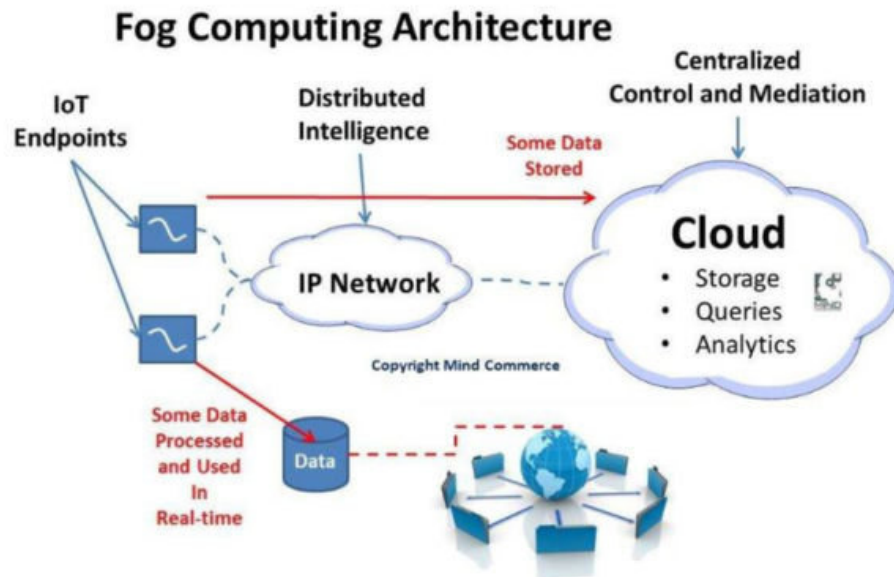 Fog Computing Architecture
IoT
Endpoints
Distributed
Intelligence
Centralized
Control and Mediation
Some Data
Stored
Cloud
• Storage
• Queries
• Analytics
IP Network
Copyright Mind Commerce
Some Data
Processed
and Used
In
Real-time
Data